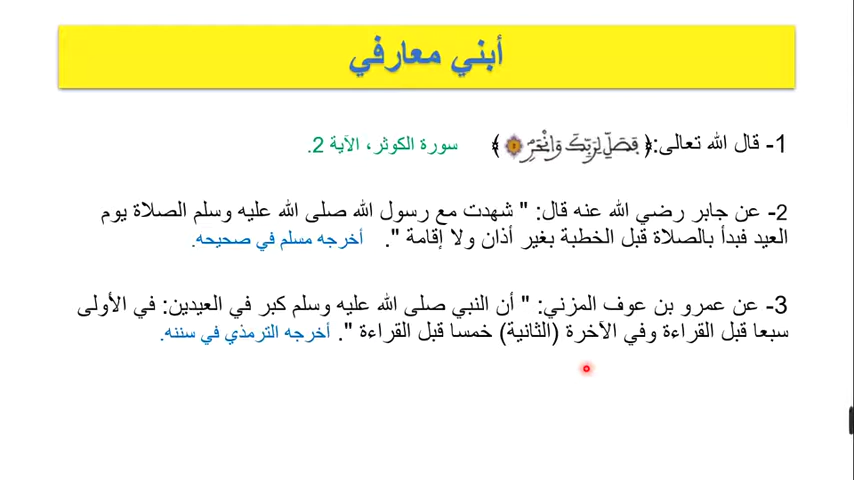 أبني معارفي
1- قال الله تعالى:﴿ فَصَلِّ لِرَبِّكَ وَانْحَرْ ﴾ سورة الكوثر، الآية 2.
2- عن جابر رضي الله عنه قال: " شهدت مع رسول الله صلى الله عليه وسلم الصلاة يوم
العيد فبدأ بالصلاة قبل الخطبة بغير أذان ولا إقامة ". أخرجه مسلم في صحيحه.
3- عن عمرو بن عوف المزني: " أن النبي صلى الله عليه وسلم كبر في العيدين: في الأولى
سبعا قبل القراءة وفي الآخرة (الثانية) خمسا قبل القراءة ". أخرجه الترمذي في سننه.